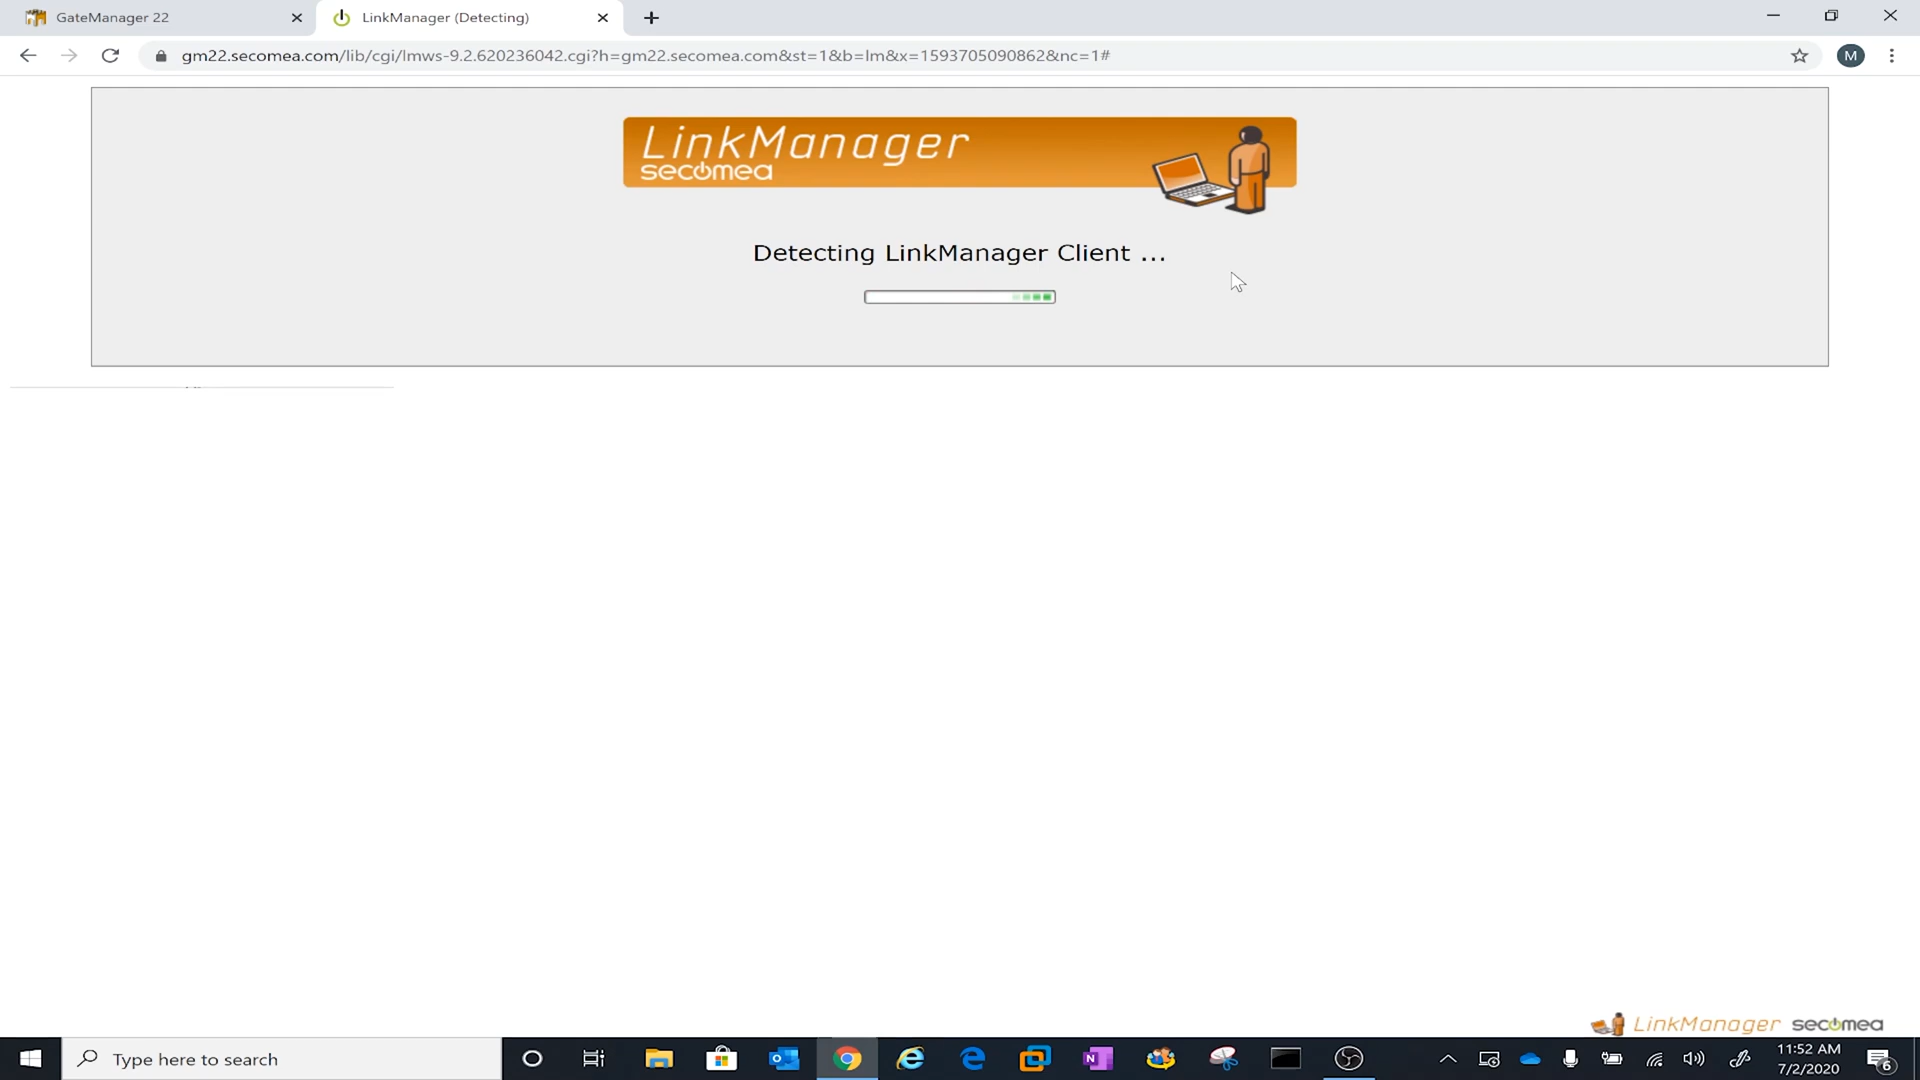 GateManager 22
LinkManager (Detecting)
gm22.secomea.com/lib/cgi/lmws-9.2.620236042.cgi?h=gm22.secomea.com&st=1&b=lm&x=1593705090862&nc=1#
M
LinkManager
secomea
Detecting LinkManager Client ...
LinkManager secomea
Type here to search
11:52 AM
7/2/2020
6